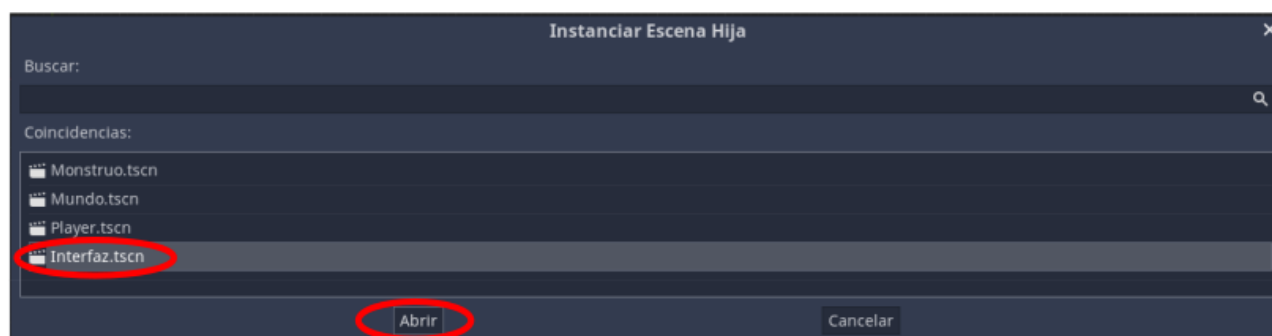 Instanciar Escena Hija
Buscar:
Coincidencias:
Monstruo.tscn
Mundo.tscn
Player.tscn
Interfaz.tscn
Abrir Cancelar